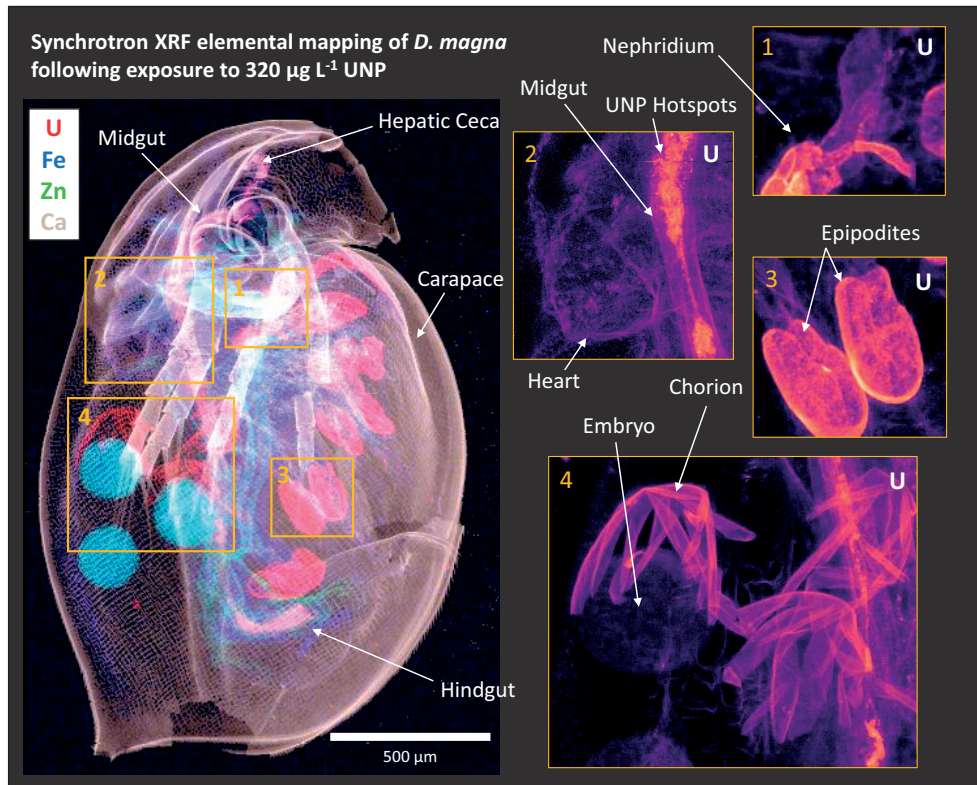 Synchrotron XRF elemental mapping of D. magna
following exposure to 320 µg L⁻¹ UNP
U
Fe
Zn
Ca
Midgut
Hepatic Ceca
Carapace
Hindgut
1
2
3
4
500 µm
Nephridium
1
U
Midgut
UNP Hotspots
2
U
Heart
Epipodites
3
U
Chorion
Embryo
4
U